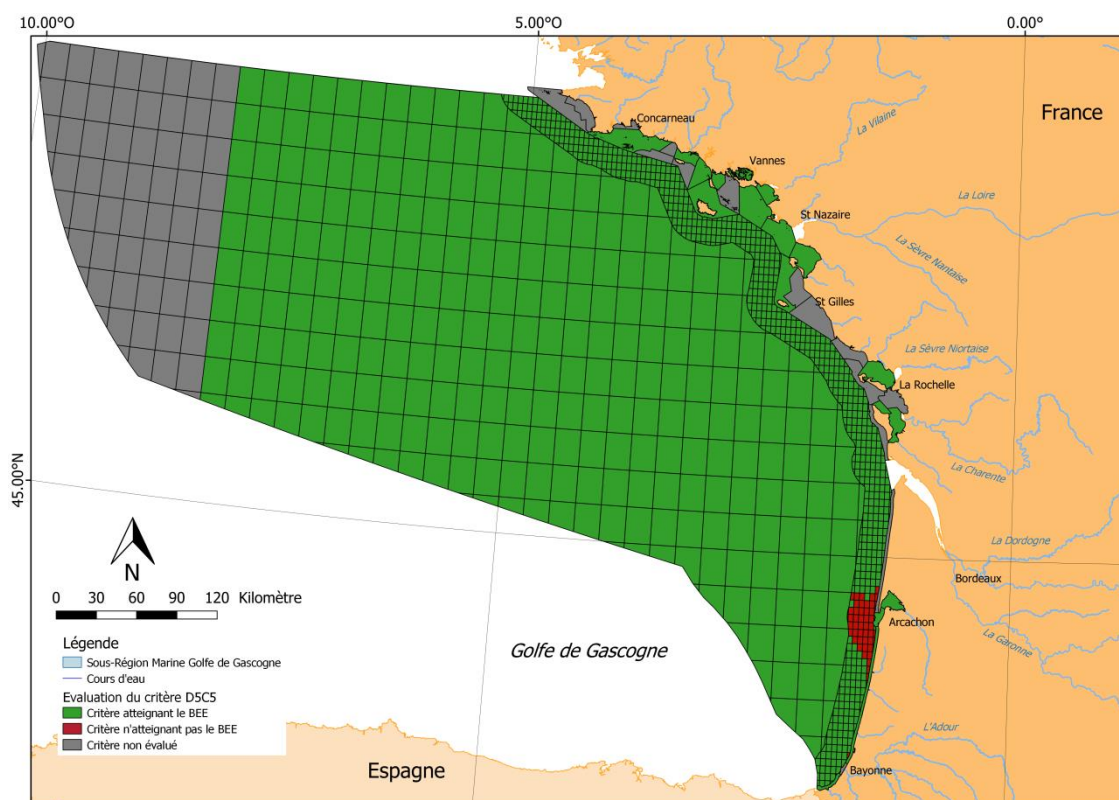 10.00°O
5.00°O
0.00°
France
Concarneau
La Vilaine
Vannes
La Loire
St Nazaire
La Sèvre Nantaise
St Gilles
La Sèvre Niortaise
La Rochelle
45.00°N
La Charente
La Dordogne
N
Bordeaux
0 30 60 90 120 Kilomètre
Arcachon
La Garonne
Golfe de Gascogne
Légende
Sous-Région Marine Golfe de Gascogne
Cours d'eau
Evaluation du critère D5C5
Critère atteignant le BEE
Critère n'atteignant pas le BEE
Critère non évalué
L'Adour
Espagne
Bayonne